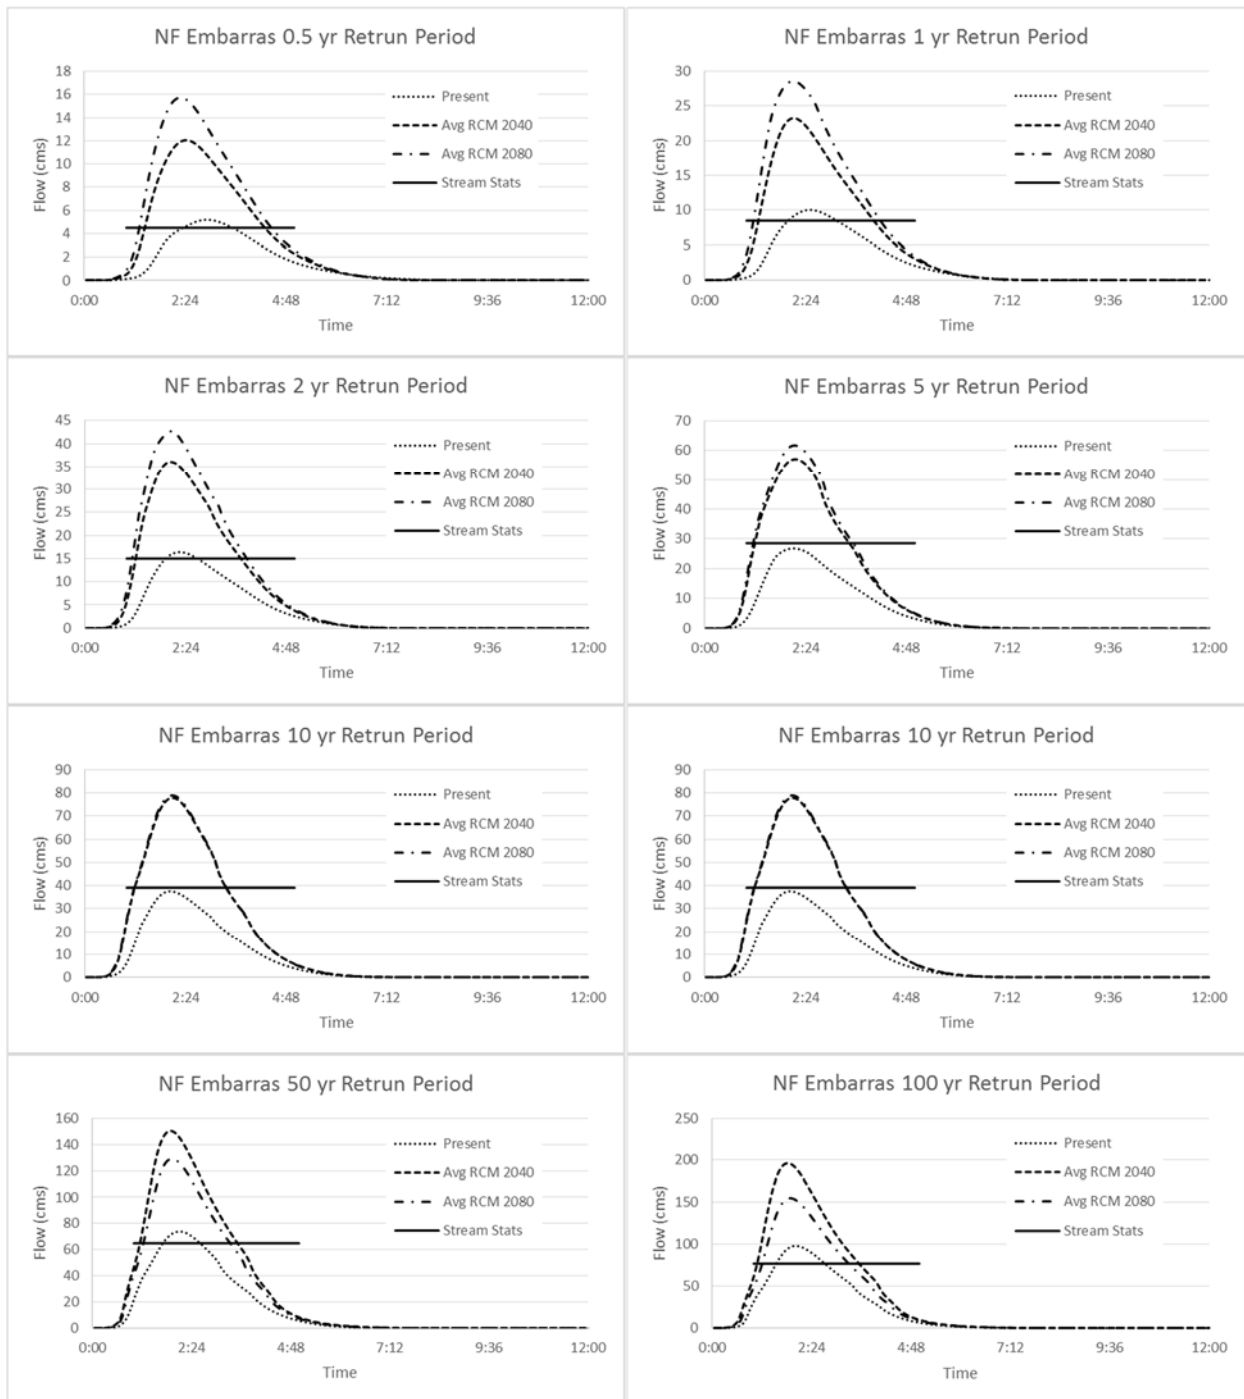 NF Embarras 0.5 yr Retrun Period
Flow (cms)
18
16
14
12
10
8
6
4
2
0
Present
Avg RCM 2040
Avg RCM 2080
Stream Stats
0:00 2:24 4:48 7:12 9:36 12:00
Time
NF Embarras 1 yr Retrun Period
Flow (cms)
30
25
20
15
10
5
0
Present
Avg RCM 2040
Avg RCM 2080
Stream Stats
0:00 2:24 4:48 7:12 9:36 12:00
Time
NF Embarras 2 yr Retrun Period
Flow (cms)
45
40
35
30
25
20
15
10
5
0
Present
Avg RCM 2040
Avg RCM 2080
Stream Stats
0:00 2:24 4:48 7:12 9:36 12:00
Time
NF Embarras 5 yr Retrun Period
Flow (cms)
70
60
50
40
30
20
10
0
Present
Avg RCM 2040
Avg RCM 2080
Stream Stats
0:00 2:24 4:48 7:12 9:36 12:00
Time
NF Embarras 10 yr Retrun Period
Flow (cms)
90
80
70
60
50
40
30
20
10
0
Present
Avg RCM 2040
Avg RCM 2080
Stream Stats
0:00 2:24 4:48 7:12 9:36 12:00
Time
NF Embarras 10 yr Retrun Period
Flow (cms)
90
80
70
60
50
40
30
20
10
0
Present
Avg RCM 2040
Avg RCM 2080
Stream Stats
0:00 2:24 4:48 7:12 9:36 12:00
Time
NF Embarras 50 yr Retrun Period
Flow (cms)
160
140
120
100
80
60
40
20
0
Present
Avg RCM 2040
Avg RCM 2080
Stream Stats
0:00 2:24 4:48 7:12 9:36 12:00
Time
NF Embarras 100 yr Retrun Period
Flow (cms)
250
200
150
100
50
0
Present
Avg RCM 2040
Avg RCM 2080
Stream Stats
0:00 2:24 4:48 7:12 9:36 12:00
Time